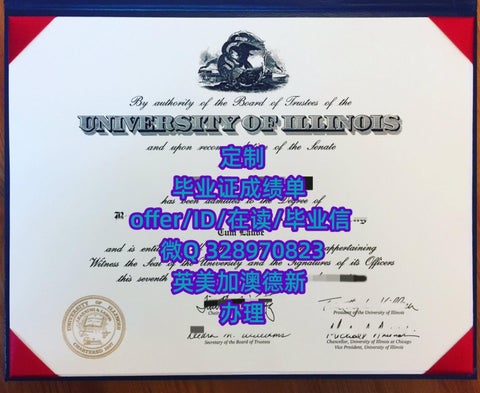 By authority of the Board of Trustees of the
UNIVERSITY OF ILLINOIS
and upon recom of the Senate
定制
毕业证成绩单
has been admitted to the Degree of
offer/ID/在读/毕业信
Cum Laude
微Q 328970823
and is entit appertaining
Witness the Seal of the University and the Signatures of its Officers
英美加澳德新
this seventh
办理
President of the University of Illinois
Secretary of the Board of Trustees
Chancellor, University of Illinois at Chicago
Vice President, University of Illinois